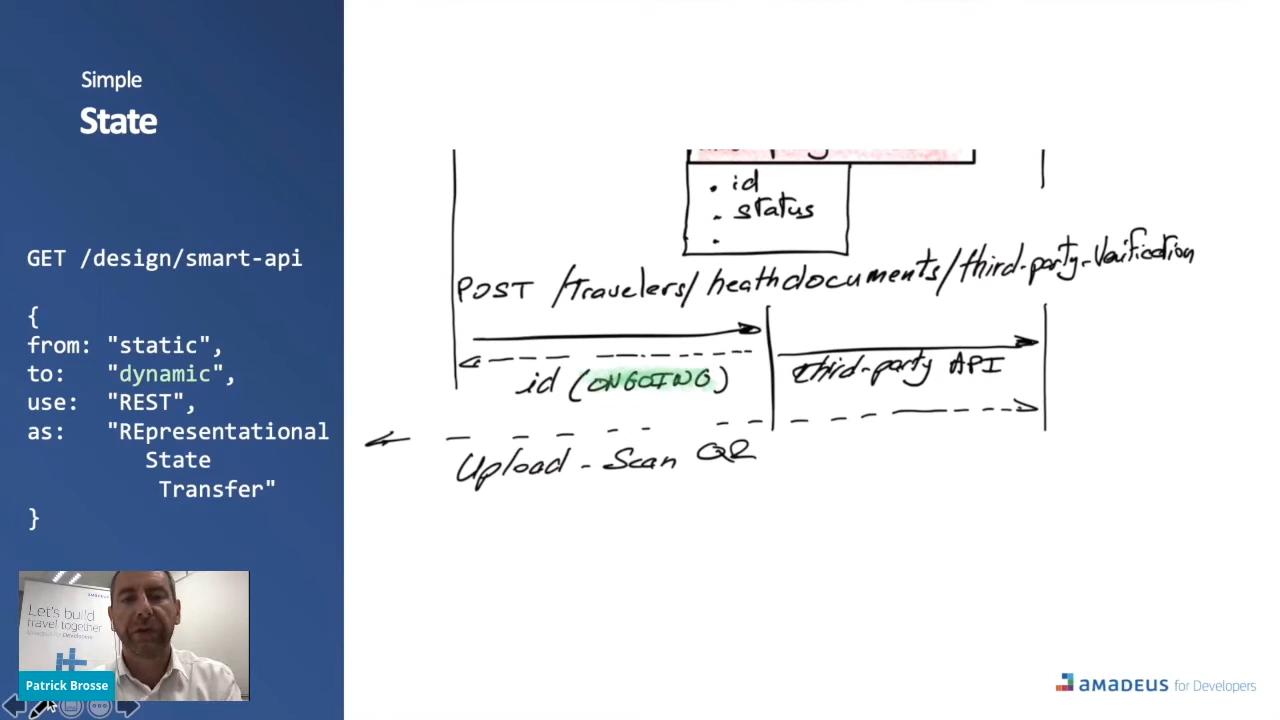 Simple
State
GET /design/smart-api
{
from: "static",
to: "dynamic",
use: "REST",
as: "REpresentational
State
Transfer"
}
. id
. status
.
POST /travelers/heathdocuments/third-party-verification
id (ONGOING)
third-party API
Upload - Scan QR
AMADEUS
Let's build
travel together
Patrick Brosse
amadeus for Developers